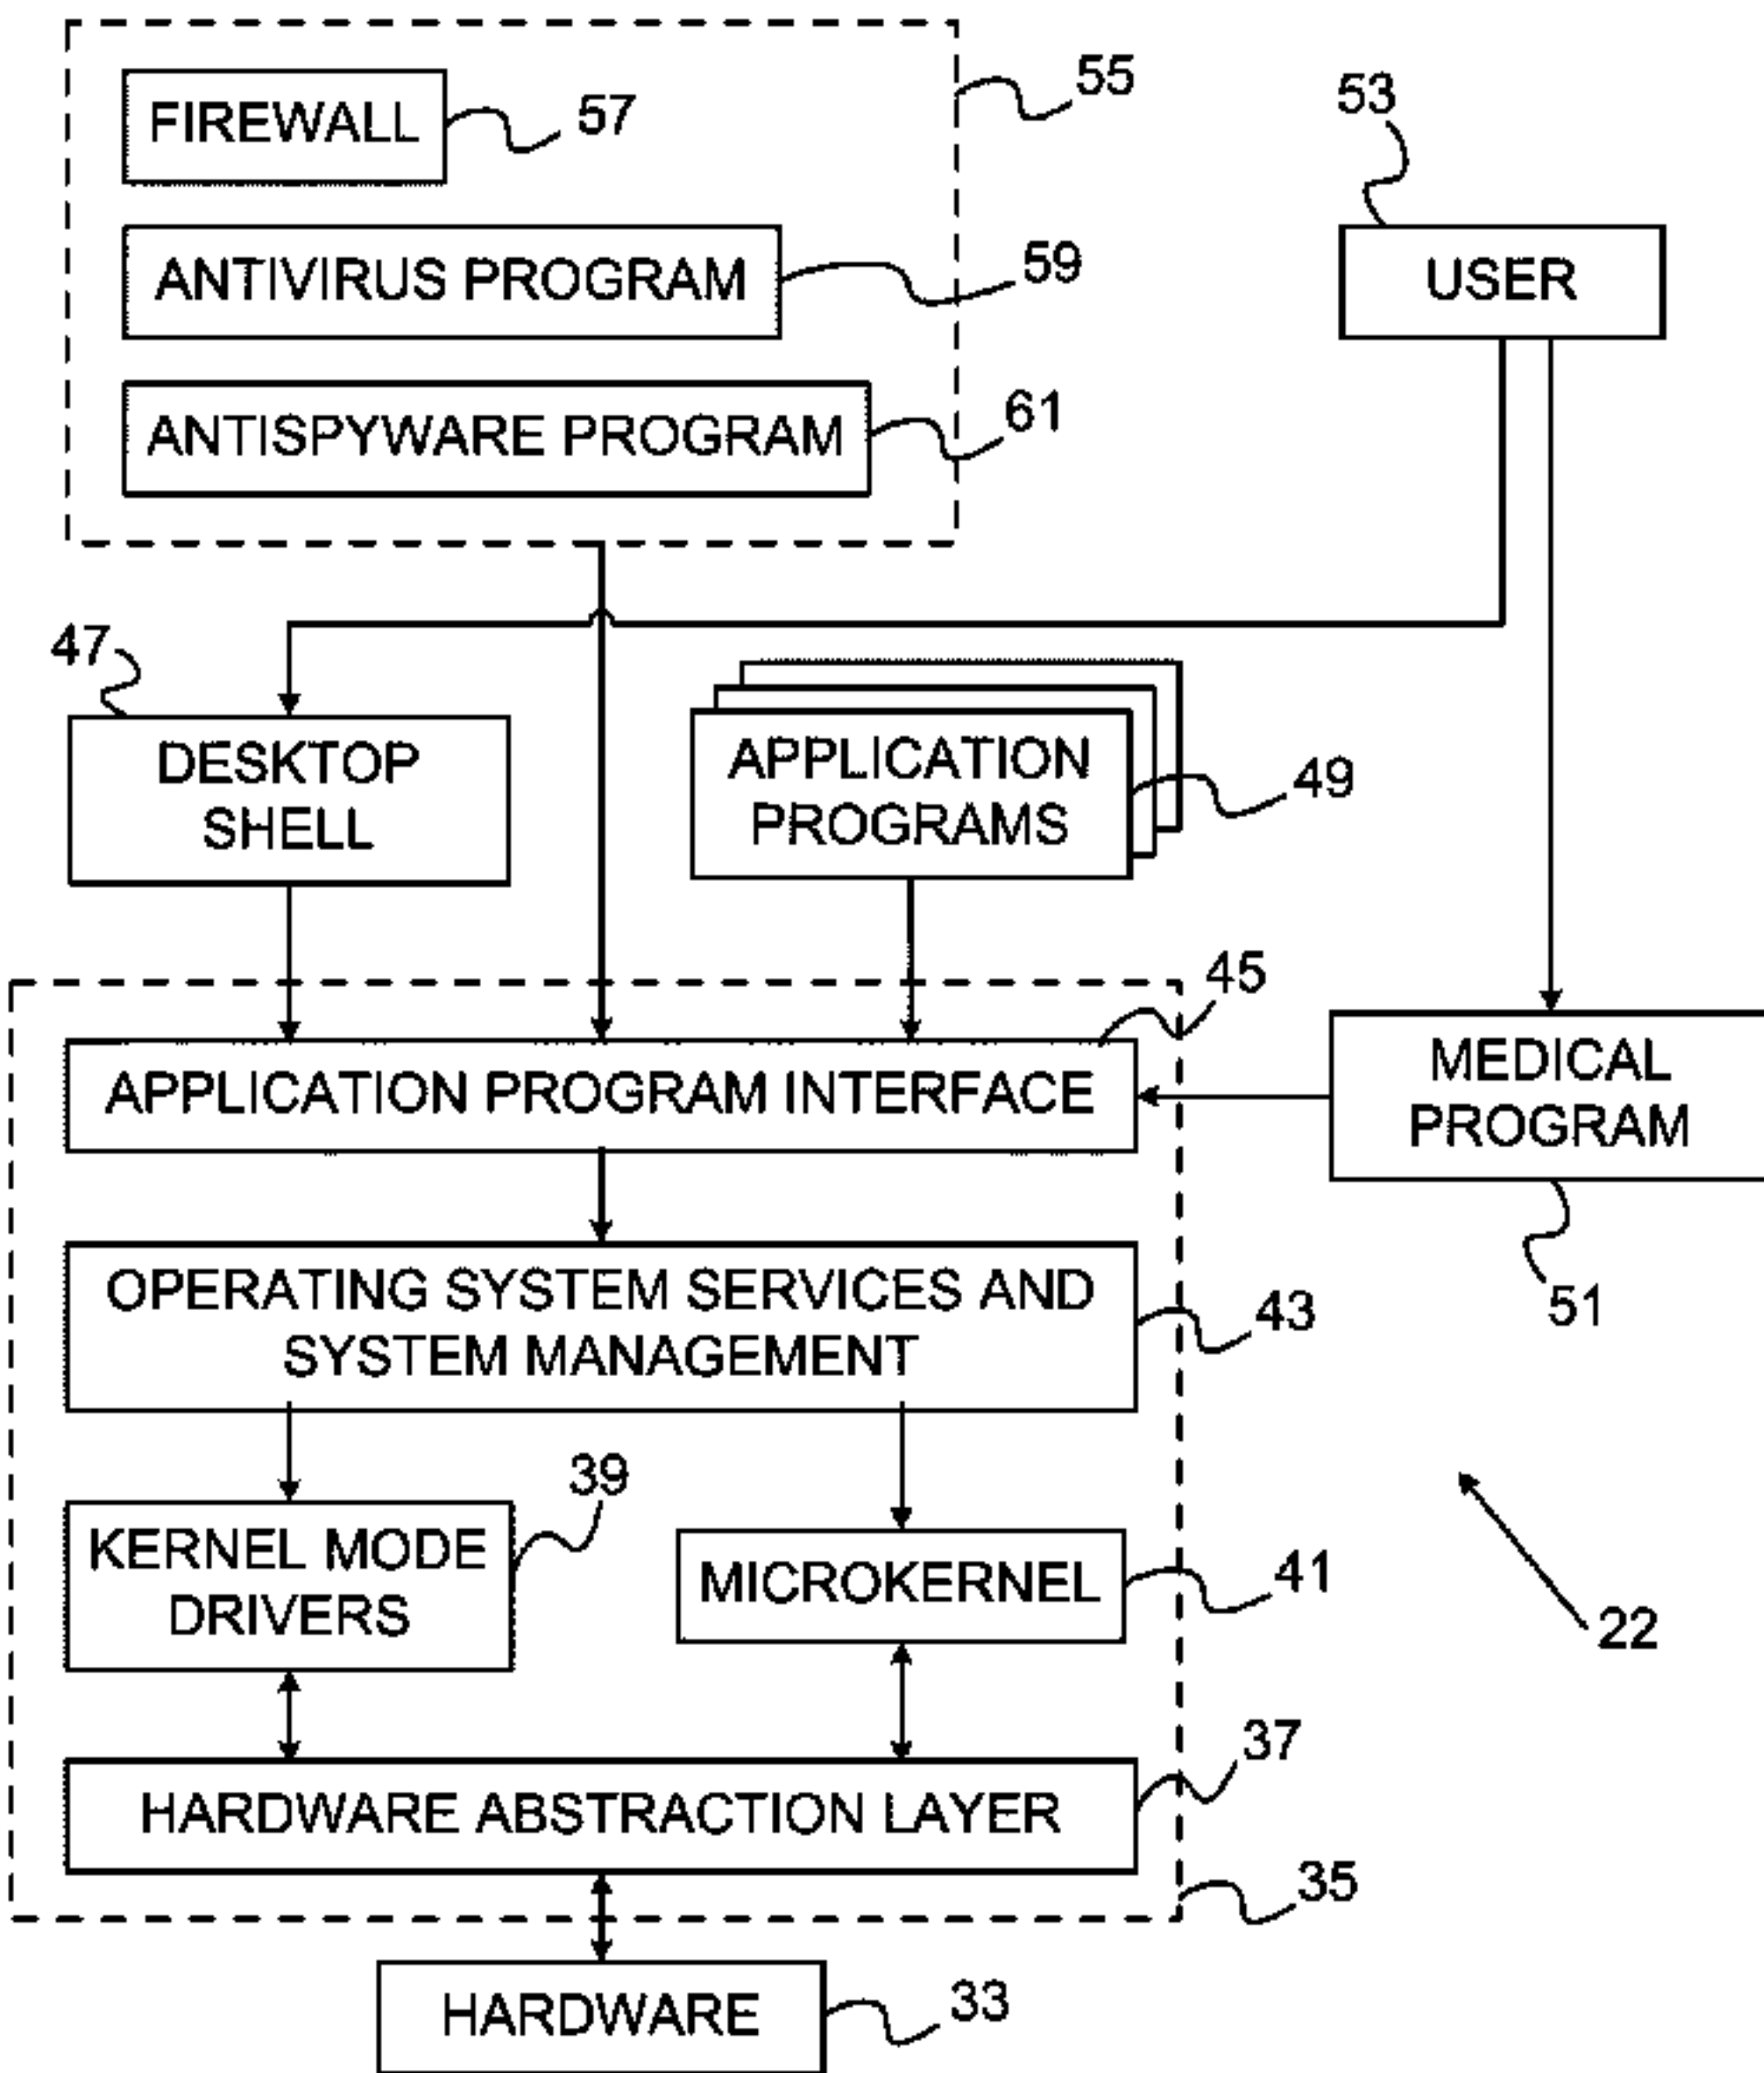 55
53
FIREWALL
57
ANTIVIRUS PROGRAM
59
USER
ANTISPYWARE PROGRAM
61
47
DESKTOP
SHELL
APPLICATION
PROGRAMS
49
45
APPLICATION PROGRAM INTERFACE
MEDICAL
PROGRAM
OPERATING SYSTEM SERVICES AND
SYSTEM MANAGEMENT
43
51
39
KERNEL MODE
DRIVERS
MICROKERNEL
41
22
37
HARDWARE ABSTRACTION LAYER
35
HARDWARE
33